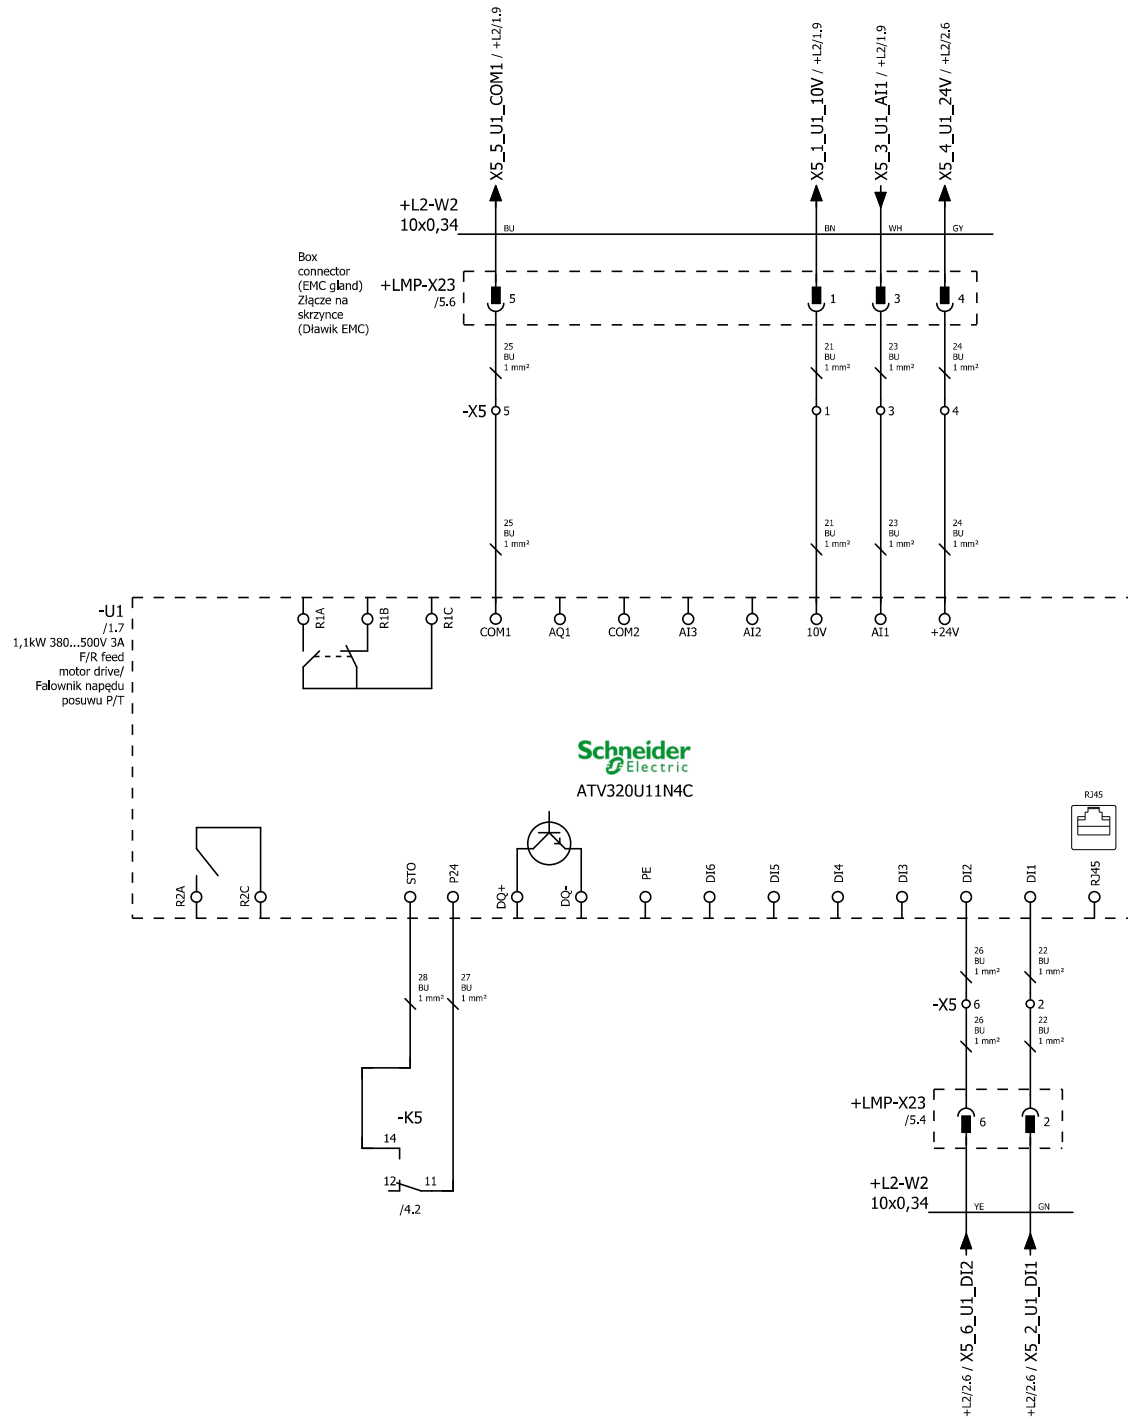 X5_5_U1_COM1 / +L2/1.9
X5_1_U1_10V / +L2/1.9
X5_3_U1_AI1 / +L2/1.9
X5_4_U1_24V / +L2/2.6
+L2-W2
10x0,34
BU
BN
WH
GY
Box
connector
(EMC gland)
Złącze na
skrzynce
(Dławik EMC)
+LMP-X23
/5.6
5
1
3
4
25
BU
1 mm²
21
BU
1 mm²
23
BU
1 mm²
24
BU
1 mm²
-X5
5
1
3
4
25
BU
1 mm²
21
BU
1 mm²
23
BU
1 mm²
24
BU
1 mm²
-U1
/1.7
1,1kW 380...500V 3A
F/R feed
motor drive/
Falownik napędu
posuwu P/T
R1A
R1B
R1C
COM1
AQ1
COM2
AI3
AI2
10V
AI1
+24V
Schneider
Electric
ATV320U11N4C
RJ45
R2A
R2C
STO
P24
DQ+
DQ-
PE
DI6
DI5
DI4
DI3
DI2
DI1
RJ45
28
BU
1 mm²
27
BU
1 mm²
26
BU
1 mm²
22
BU
1 mm²
-X5
6
2
26
BU
1 mm²
22
BU
1 mm²
-K5
14
12
11
/4.2
+LMP-X23
/5.4
6
2
+L2-W2
10x0,34
YE
GN
+L2/2.6 / X5_6_U1_DI2
+L2/2.6 / X5_2_U1_DI1